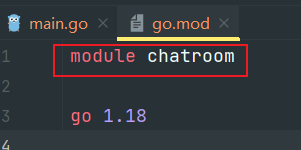 main.go × go.mod ×
1 module chatroom
2
3 go 1.18
4